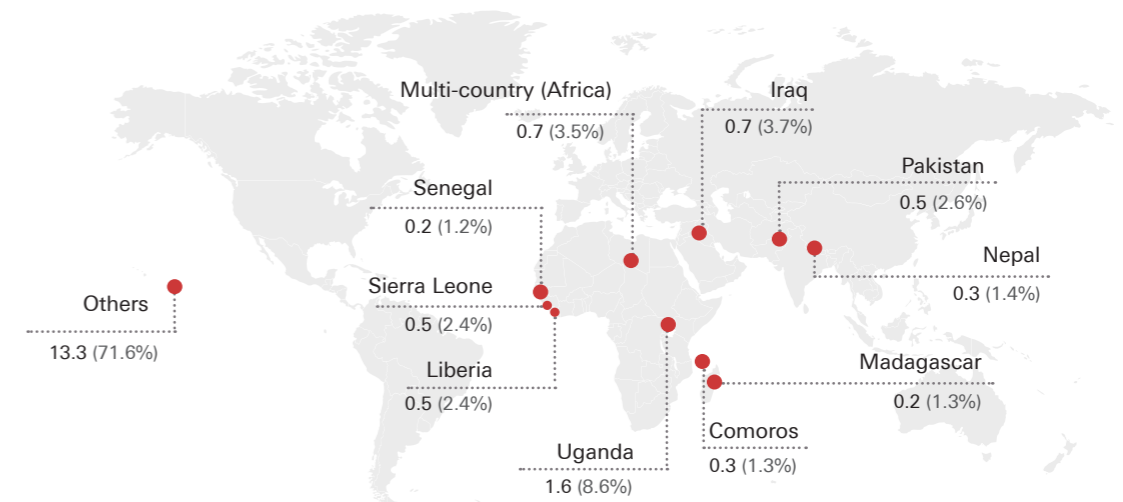 Multi-country (Africa)
0.7 (3.5%)
Iraq
0.7 (3.7%)
Pakistan
0.5 (2.6%)
Senegal
0.2 (1.2%)
Nepal
0.3 (1.4%)
Sierra Leone
0.5 (2.4%)
Others
13.3 (71.6%)
Liberia
0.5 (2.4%)
Madagascar
0.2 (1.3%)
Comoros
0.3 (1.3%)
Uganda
1.6 (8.6%)